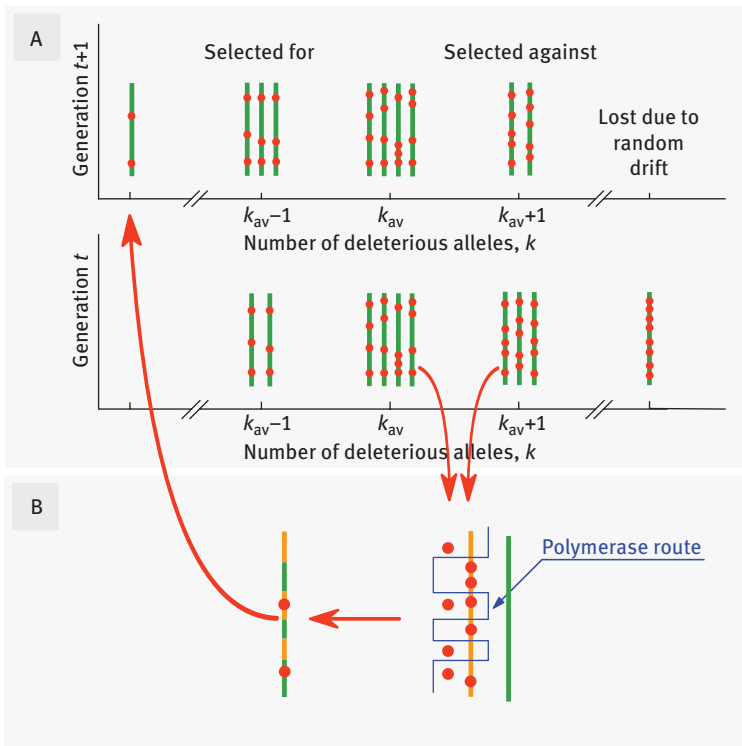 A
Generation t+1
Selected for
Selected against
Lost due to
random
drift
kav−1
kav
kav+1
Number of deleterious alleles, k
Generation t
kav−1
kav
kav+1
Number of deleterious alleles, k
B
Polymerase route